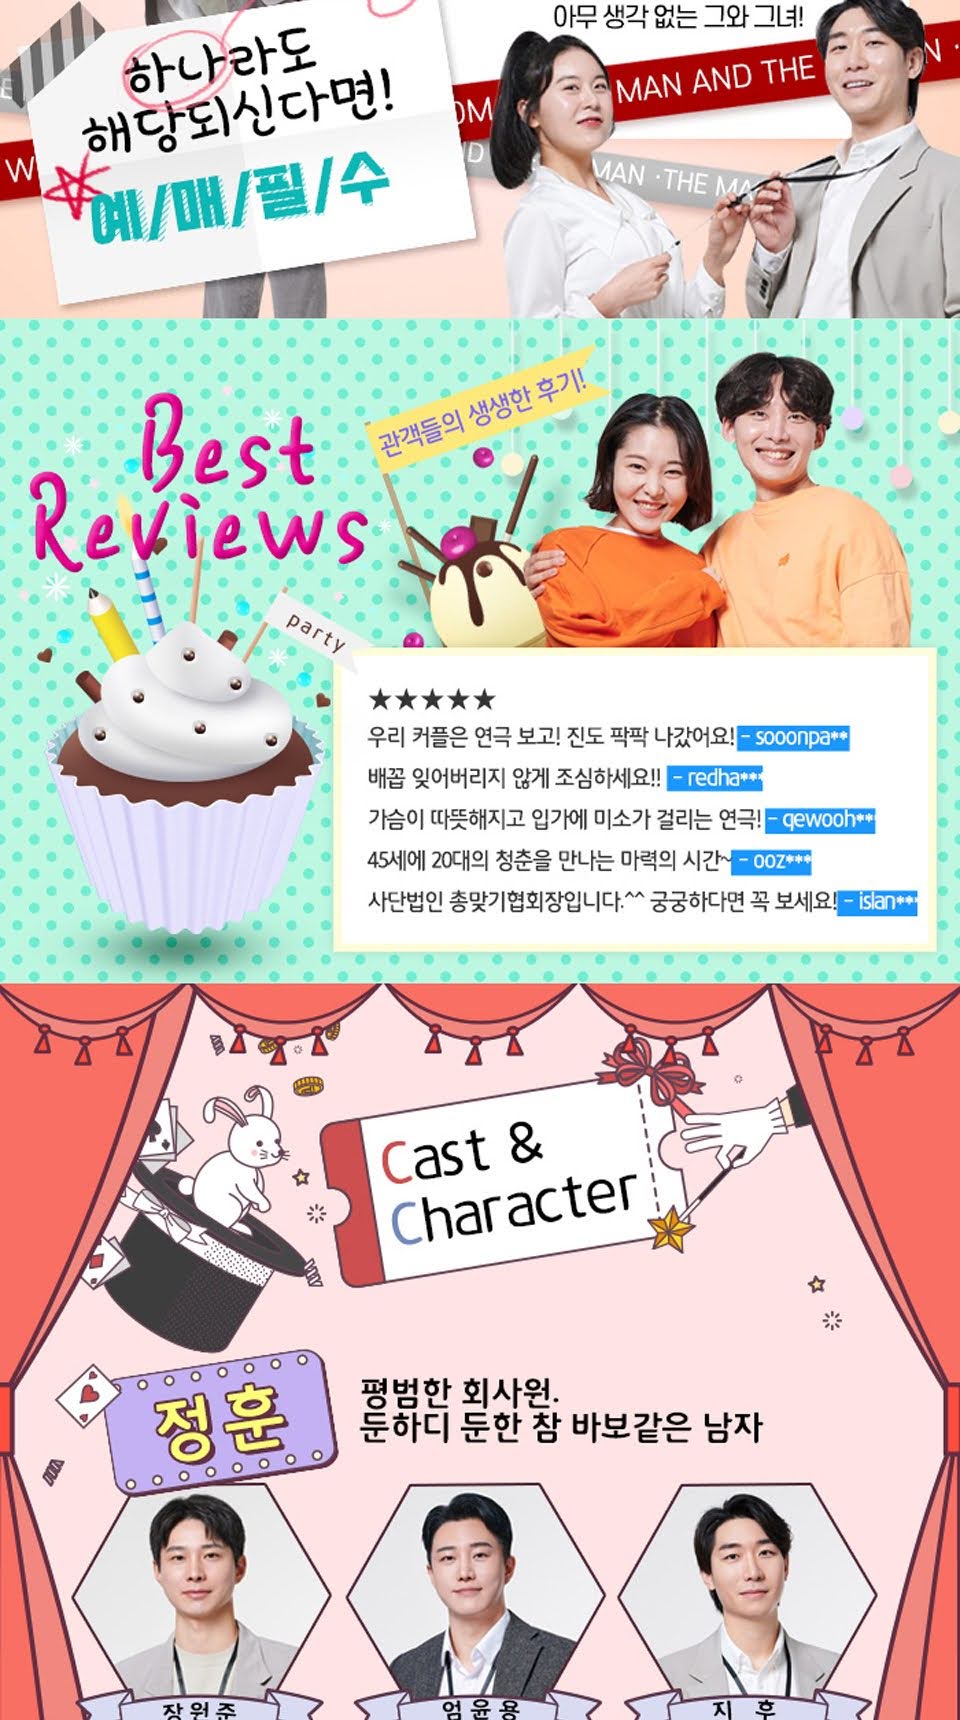 아무 생각 없는 그와 그녀!
하나라도
해당되신다면!
예/매/필/수
MAN AND THE
MAN · THE MA
Best
Reviews
관객들의 생생한 후기!
party
★★★★★
우리 커플은 연극 보고! 진도 팍팍 나갔어요! - sooonpa**
배꼽 잊어버리지 않게 조심하세요!! - redha***
가슴이 따뜻해지고 입가에 미소가 걸리는 연극! - qewooh***
45세에 20대의 청춘을 만나는 마력의 시간~ - ooz***
사단법인 총맞기협회장입니다.^^ 궁궁하다면 꼭 보세요! - islan***
Cast &
Character
정훈
평범한 회사원.
둔하디 둔한 참 바보같은 남자
장원준
엄윤용
지 후